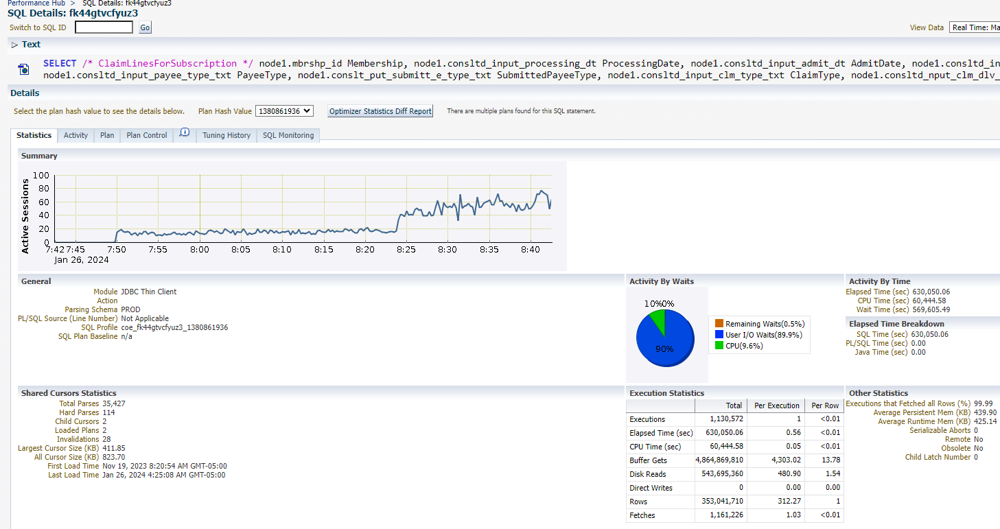 Performance Hub > SQL Details: fk44gtvcfyuz3
SQL Details: fk44gtvcfyuz3
Switch to SQL ID Go
View Data Real Time: Ma
Text
SELECT /* ClaimLinesForSubscription */ node1.mbrshp_id Membership, node1.consltd_input_processing_dt ProcessingDate, node1.consltd_input_admit_dt AdmitDate, node1.consltd_in
node1.consltd_input_payee_type_txt PayeeType, node1.conslt_put_submitt_e_type_txt SubmittedPayeeType, node1.consltd_input_clm_type_txt ClaimType, node1.consltd_nput_clm_dlv_
Details
Select the plan hash value to see the details below. Plan Hash Value 1380861936 Optimizer Statistics Diff Report There are multiple plans found for this SQL statement.
Statistics Activity Plan Plan Control Tuning History SQL Monitoring
Summary
Active Sessions
100
80
60
40
20
0
7:42 7:45 7:50 7:55 8:00 8:05 8:10 8:15 8:20 8:25 8:30 8:35 8:40
Jan 26, 2024
General
Module JDBC Thin Client
Action
Parsing Schema PROD
PL/SQL Source (Line Number) Not Applicable
SQL Profile coe_fk44gtvcfyuz3_1380861936
SQL Plan Baseline n/a
Activity By Waits
10%0%
90%
Remaining Waits(0.5%)
User I/O Waits(89.9%)
CPU(9.6%)
Activity By Time
Elapsed Time (sec) 630,050.06
CPU Time (sec) 60,444.58
Wait Time (sec) 569,605.49
Elapsed Time Breakdown
SQL Time (sec) 630,050.06
PL/SQL Time (sec) 0.00
Java Time (sec) 0.00
Shared Cursors Statistics
Total Parses 35,427
Hard Parses 114
Child Cursors 2
Loaded Plans 2
Invalidations 28
Largest Cursor Size (KB) 411.85
All Cursor Size (KB) 823.70
First Load Time Nov 19, 2023 8:20:54 AM GMT-05:00
Last Load Time Jan 26, 2024 4:25:08 AM GMT-05:00
Execution Statistics
Total Per Execution Per Row
Executions 1,130,572 1 <0.01
Elapsed Time (sec) 630,050.06 0.56 <0.01
CPU Time (sec) 60,444.58 0.05 <0.01
Buffer Gets 4,864,869,810 4,303.02 13.78
Disk Reads 543,695,360 480.90 1.54
Direct Writes 0 0.00 0.00
Rows 353,041,710 312.27 1
Fetches 1,161,226 1.03 <0.01
Other Statistics
Executions that Fetched all Rows (%) 99.99
Average Persistent Mem (KB) 439.90
Average Runtime Mem (KB) 425.14
Serializable Aborts 0
Remote No
Obsolete No
Child Latch Number 0